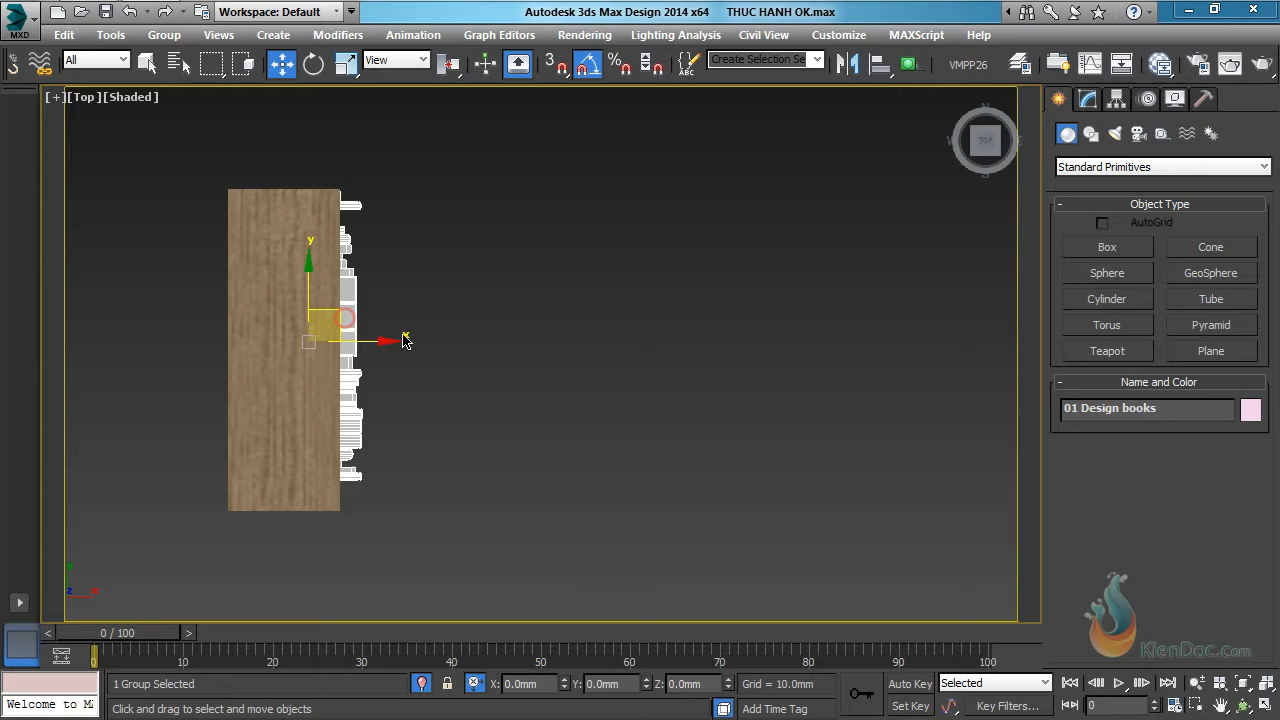 MXD
Workspace: Default
Autodesk 3ds Max Design 2014 x64 THUC HANH OK.max
Edit Tools Group Views Create Modifiers Animation Graph Editors Rendering Lighting Analysis Civil View Customize MAXScript Help
All
View
3
Create Selection Se
VMPP26
[+][Top][Shaded]
N
TOP
W
E
S
Standard Primitives
- Object Type
AutoGrid
Box Cone
Sphere GeoSphere
Cylinder Tube
Torus Pyramid
Teapot Plane
- Name and Color
01 Design books
y
x
y
z x
KienDoc.Com
< 0 / 100 >
0 10 20 30 40 50 60 70 80 90 100
1 Group Selected
X: 0.0mm Y: 0.0mm Z: 0.0mm
Grid = 10.0mm
Auto Key
Selected
Welcome to M
Click and drag to select and move objects
Add Time Tag
Set Key
Key Filters...
0